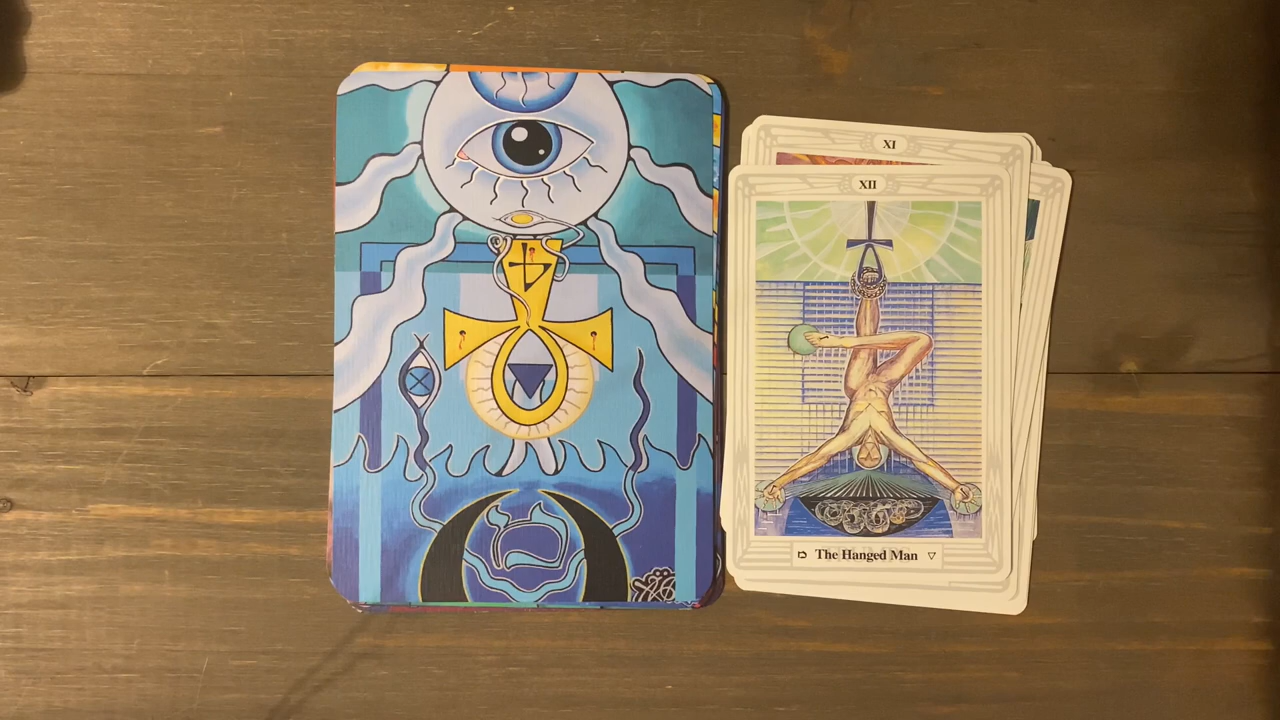 מ
XI
XII
מ The Hanged Man ▽